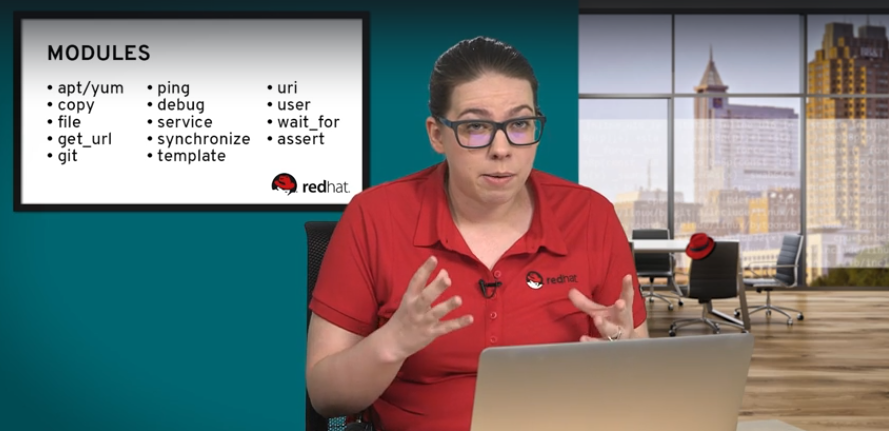 MODULES
• apt/yum
• copy
• file
• get_url
• git
• ping
• debug
• service
• synchronize
• template
• uri
• user
• wait_for
• assert
redhat.
redhat.